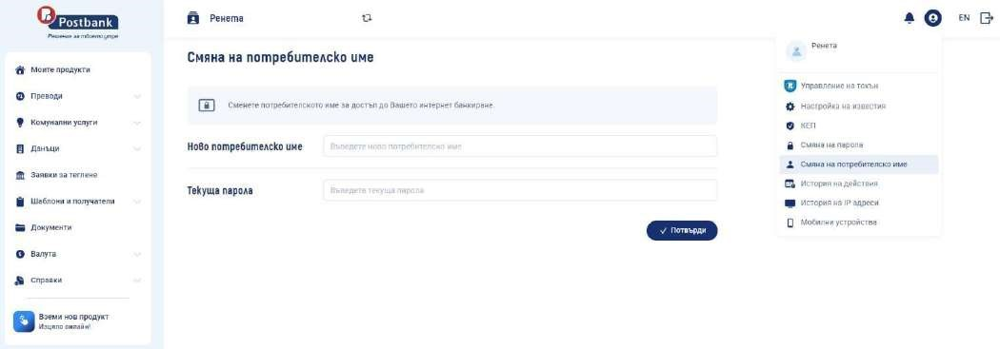 Postbank
Решения за твоето утре
Ренета
EN
Ренета
Моите продукти
Преводи
Комунални услуги
Данъци
Заявки за теглене
Шаблони и получатели
Документи
Валута
Справки
Вземи нов продукт
Изцяло онлайн!
Смяна на потребителско име
Сменете потребителското име за достъп до Вашето интернет банкиране.
Ново потребителско име
Въведете ново потребителско име
Текуща парола
Въведете текуща парола
Потвърди
Управление на токън
Настройка на известия
КЕП
Смяна на парола
Смяна на потребителско име
История на действия
История на IP адреси
Мобилни устройства